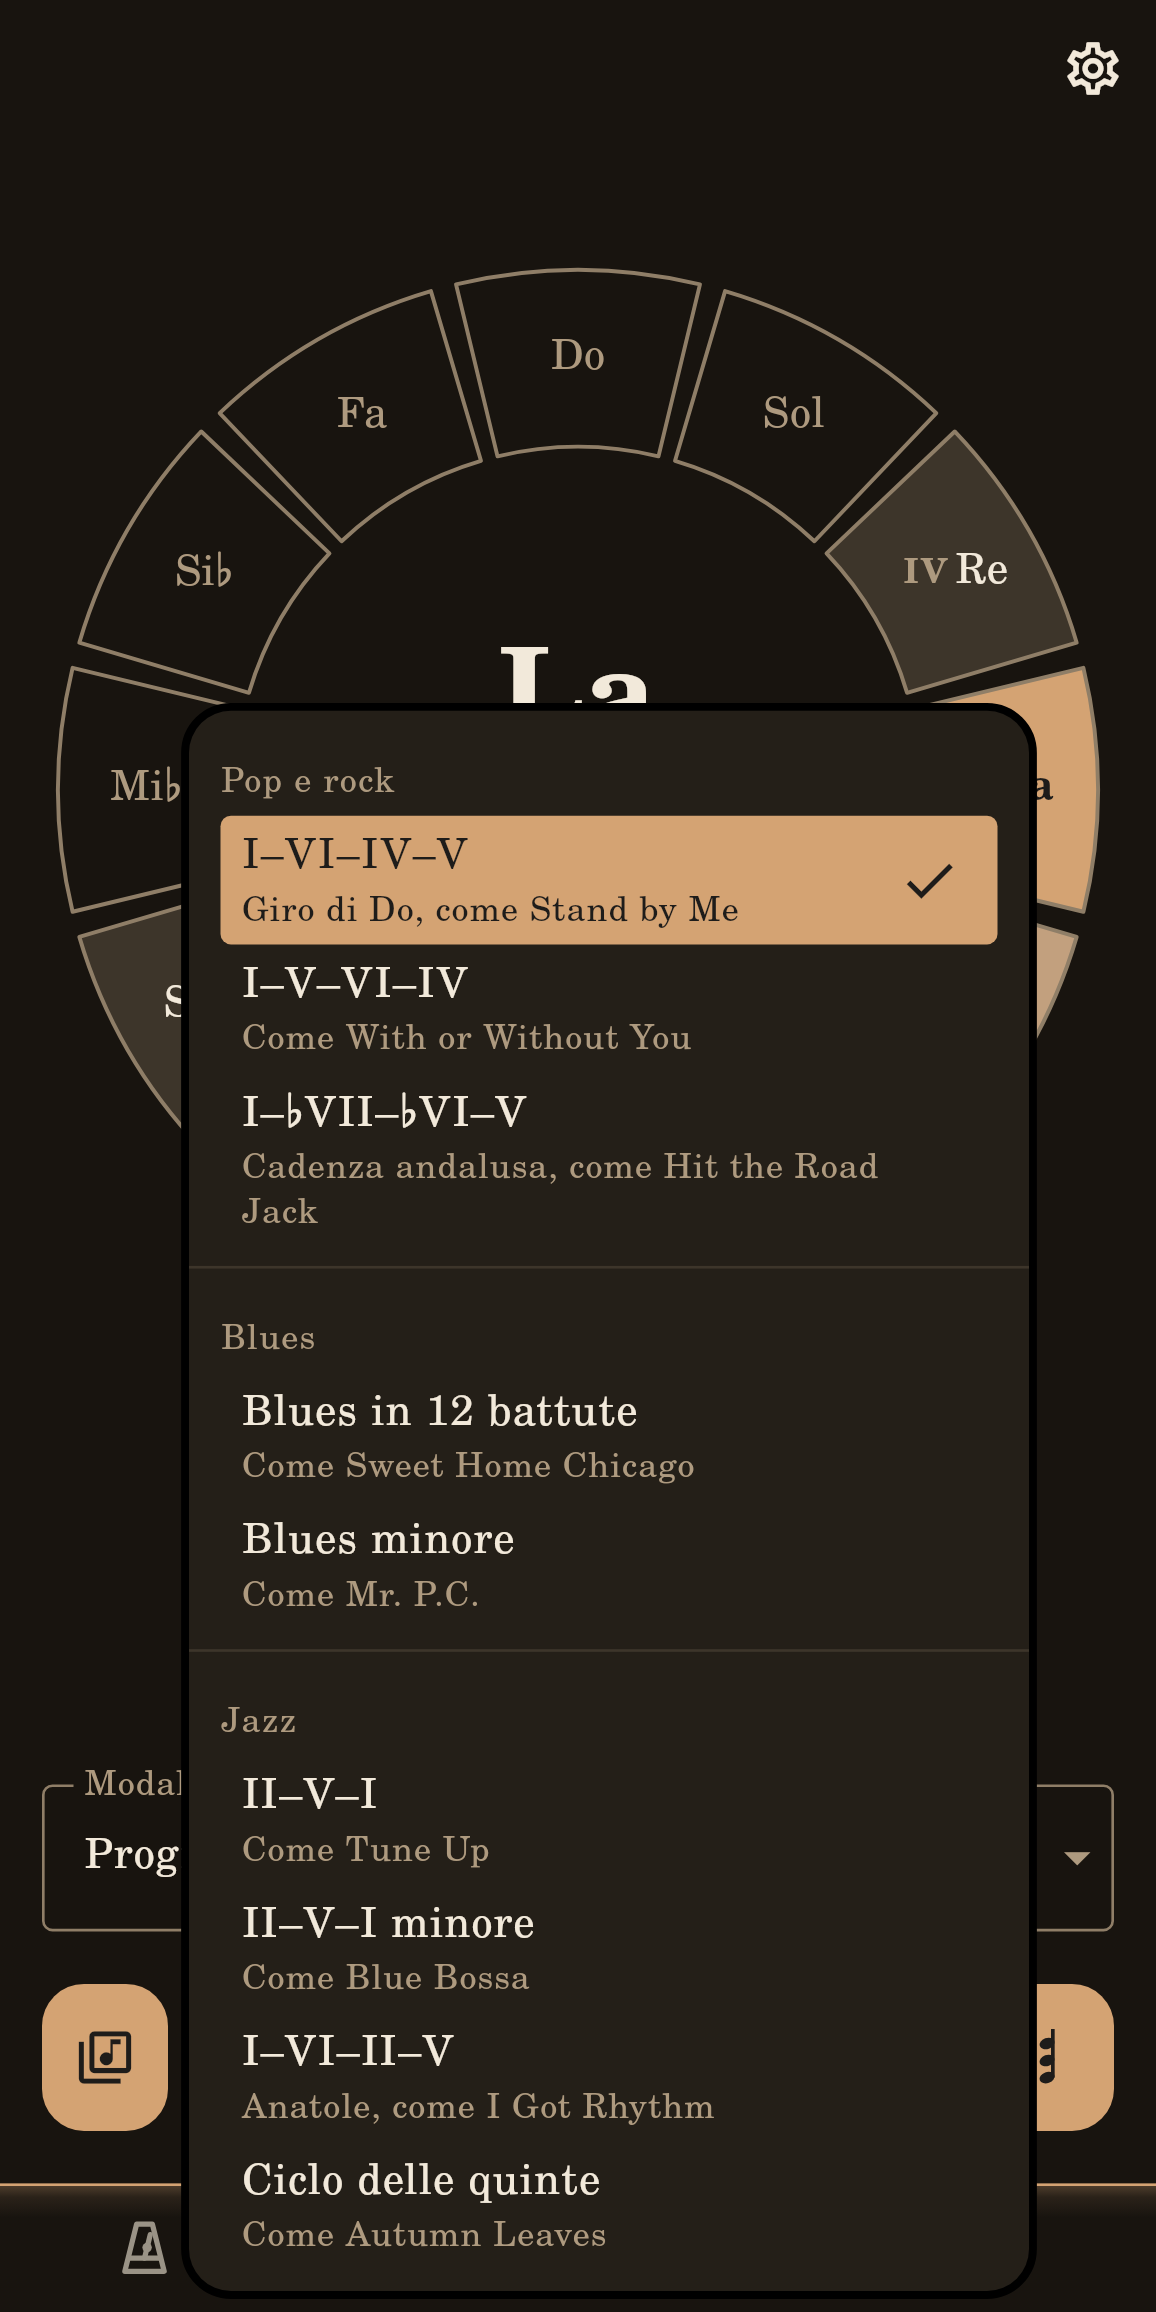 Do
Fa
Sol
Si♭
IV Re
La
Mi♭
Pop e rock
I–VI–IV–V
Giro di Do, come Stand by Me
I–V–VI–IV
Come With or Without You
I–♭VII–♭VI–V
Cadenza andalusa, come Hit the Road
Jack
Blues
Blues in 12 battute
Come Sweet Home Chicago
Blues minore
Come Mr. P.C.
Jazz
II–V–I
Come Tune Up
II–V–I minore
Come Blue Bossa
I–VI–II–V
Anatole, come I Got Rhythm
Ciclo delle quinte
Come Autumn Leaves